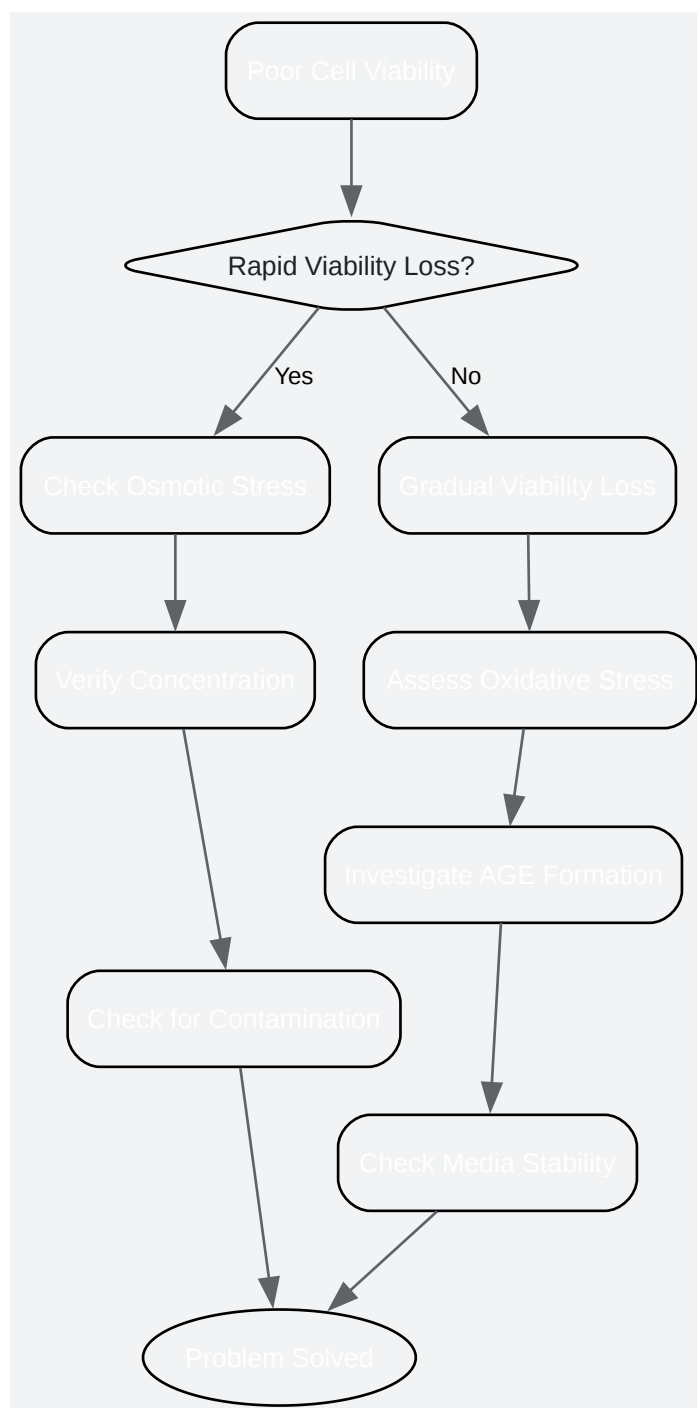 Poor Cell Viability
Rapid Viability Loss?
Yes
No
Check Osmotic Stress
Gradual Viability Loss
Verify Concentration
Assess Oxidative Stress
Investigate AGE Formation
Check for Contamination
Check Media Stability
Problem Solved